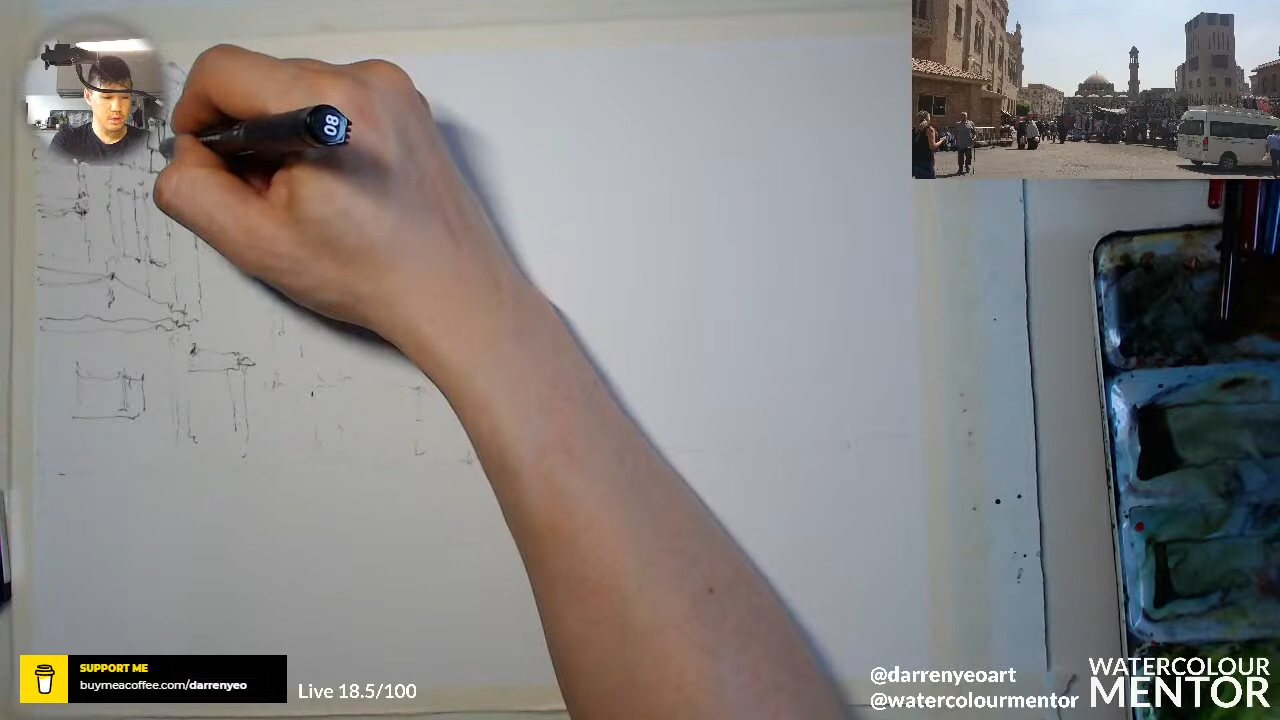 08
SUPPORT ME
buymeacoffee.com/darrenyeo
Live 18.5/100
@darrenyeoart
@watercolourmentor
WATERCOLOUR
MENTOR